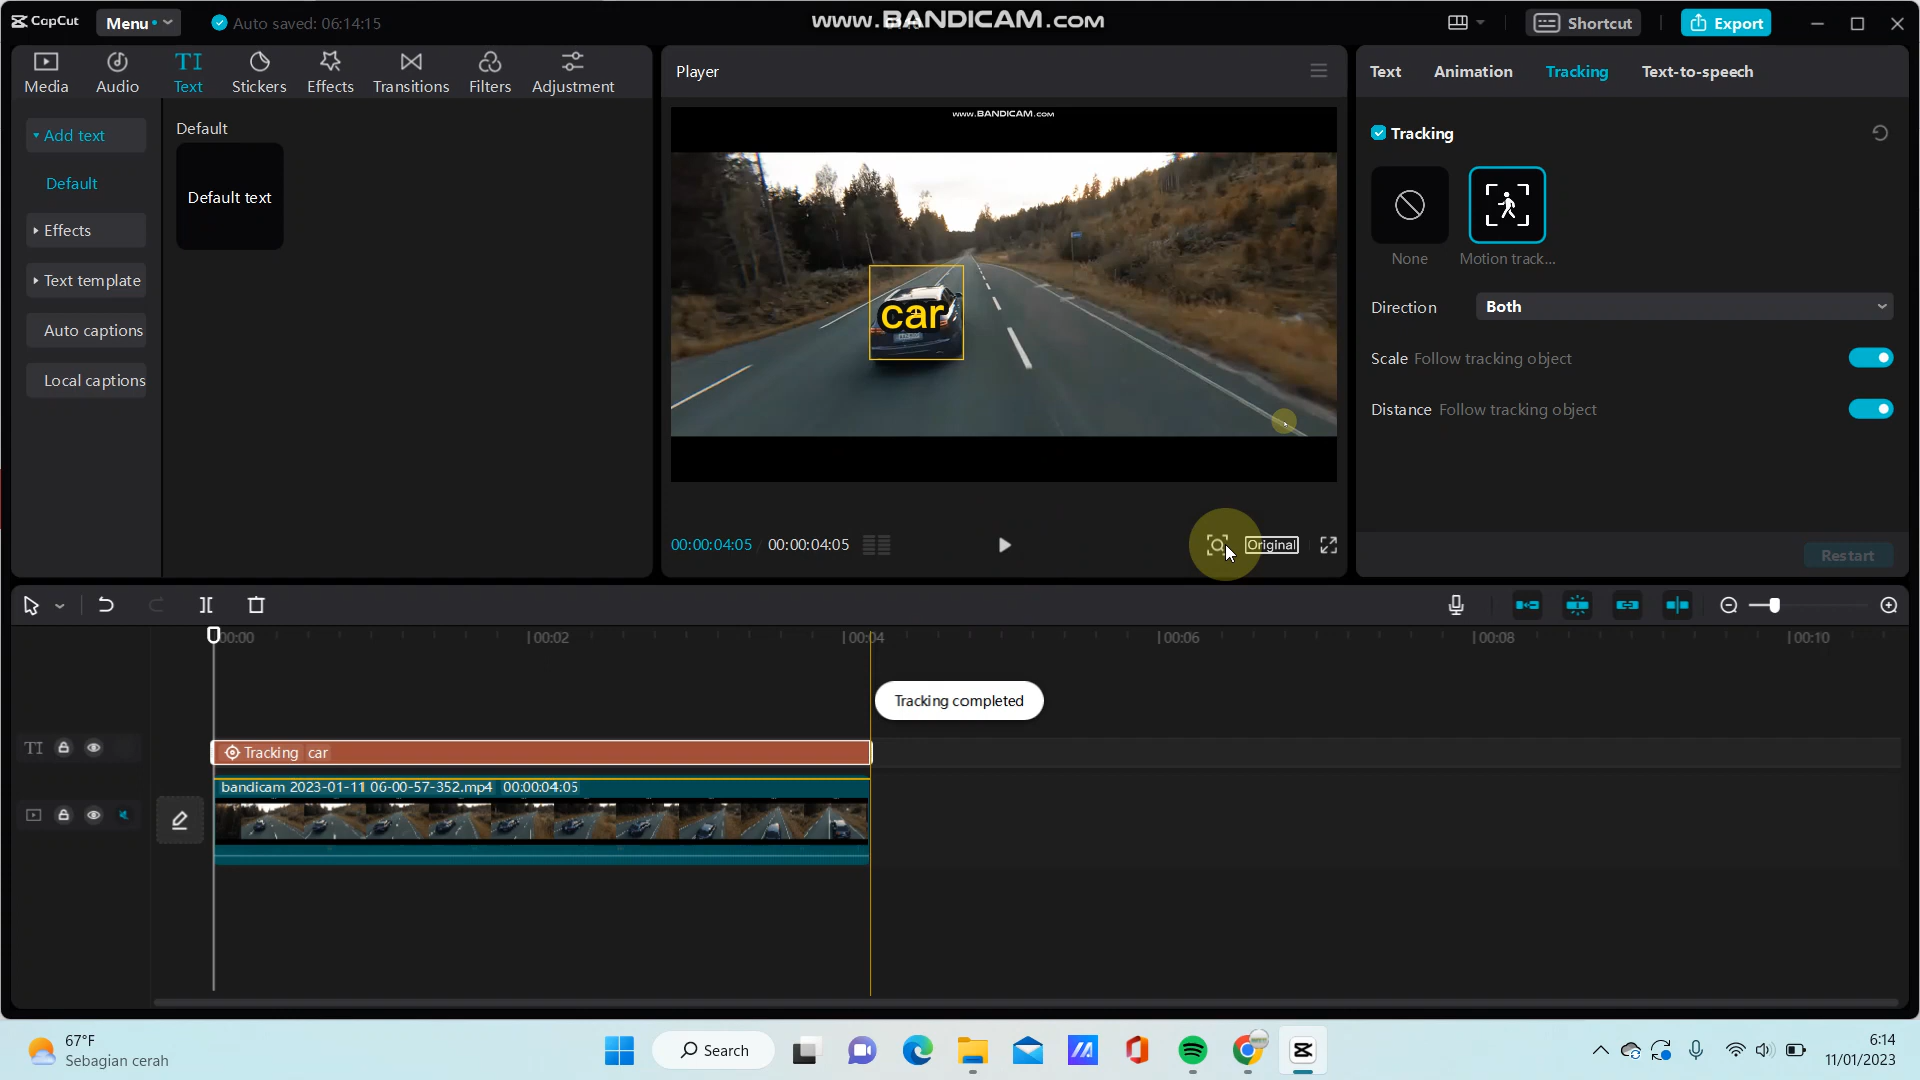 CapCut
Menu
Auto saved: 06:14:15
www.BANDICAM.com
Shortcut
Export
Media
Audio
TI
Text
Stickers
Effects
Transitions
Filters
Adjustment
Add text
Default
Effects
Text template
Auto captions
Local captions
Default
Default text
Player
www.BANDICAM.com
car
00:00:04:05
00:00:04:05
Original
Text
Animation
Tracking
Text-to-speech
Tracking
None
Motion track...
Direction
Both
Scale Follow tracking object
Distance Follow tracking object
Restart
00:00
00:02
00:04
00:06
00:08
00:10
Tracking completed
TI
Tracking car
bandicam 2023-01-11 06-00-57-352.mp4 00:00:04:05
67°F
Sebagian cerah
Search
6:14
11/01/2023